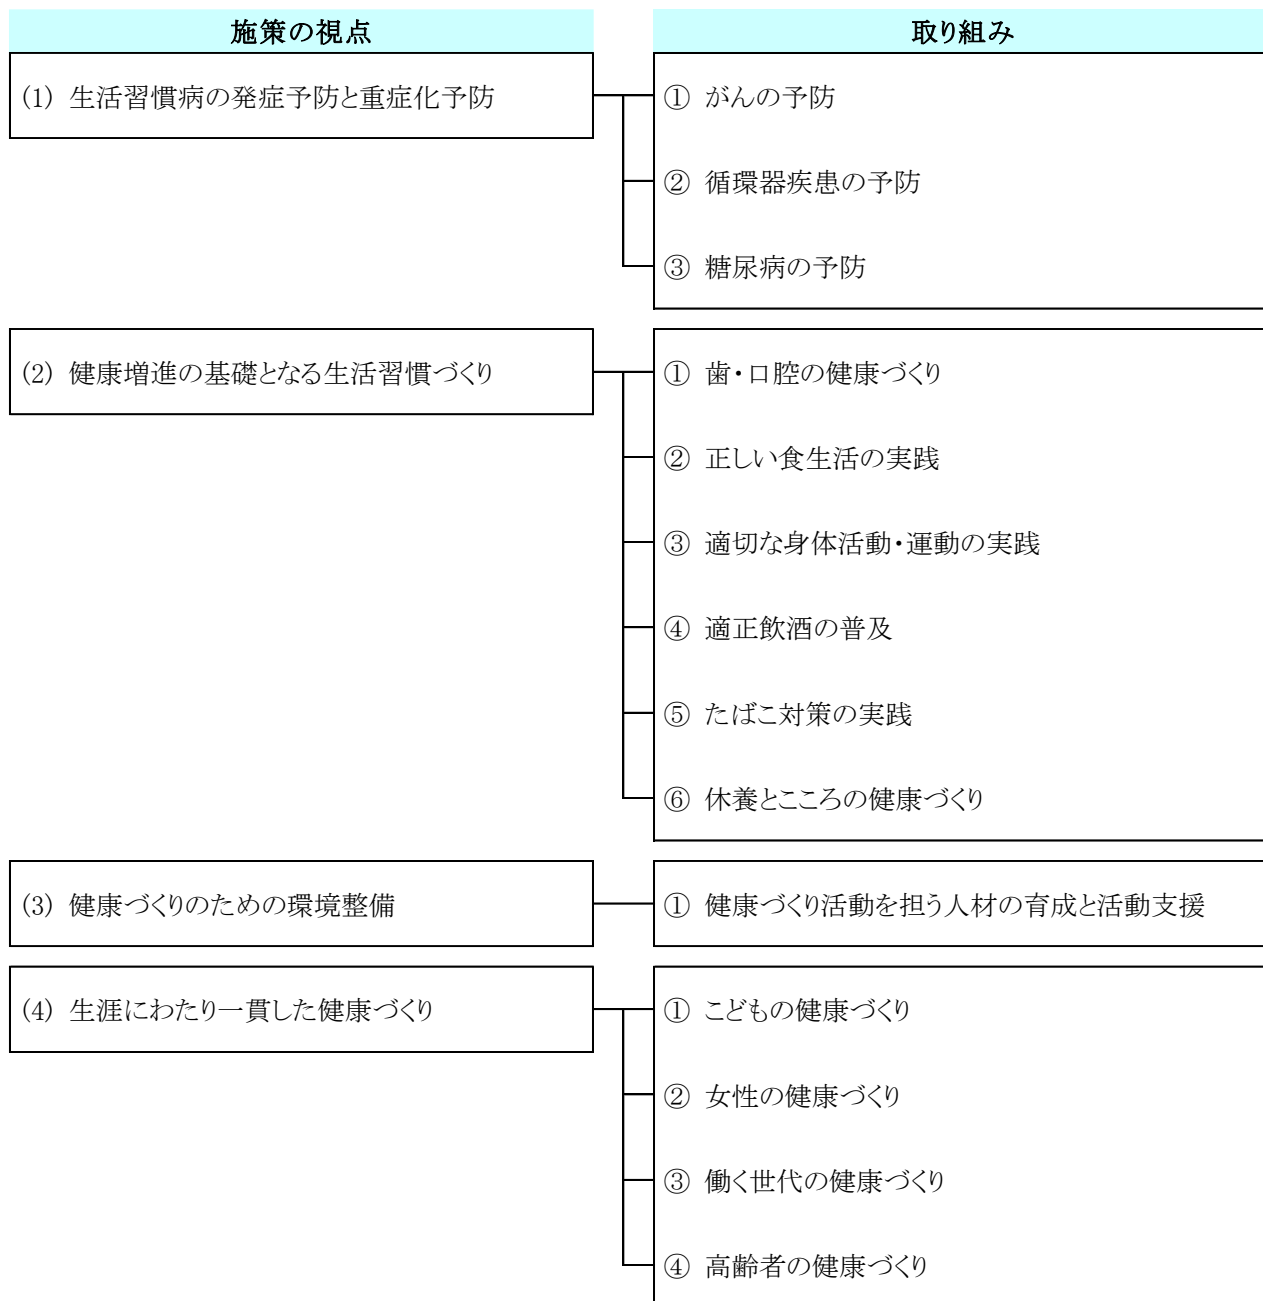 施策の視点
取り組み
(1) 生活習慣病の発症予防と重症化予防
① がんの予防
② 循環器疾患の予防
③ 糖尿病の予防
(2) 健康増進の基礎となる生活習慣づくり
① 歯・口腔の健康づくり
② 正しい食生活の実践
③ 適切な身体活動・運動の実践
④ 適正飲酒の普及
⑤ たばこ対策の実践
⑥ 休養とこころの健康づくり
(3) 健康づくりのための環境整備
① 健康づくり活動を担う人材の育成と活動支援
(4) 生涯にわたり一貫した健康づくり
① こどもの健康づくり
② 女性の健康づくり
③ 働く世代の健康づくり
④ 高齢者の健康づくり